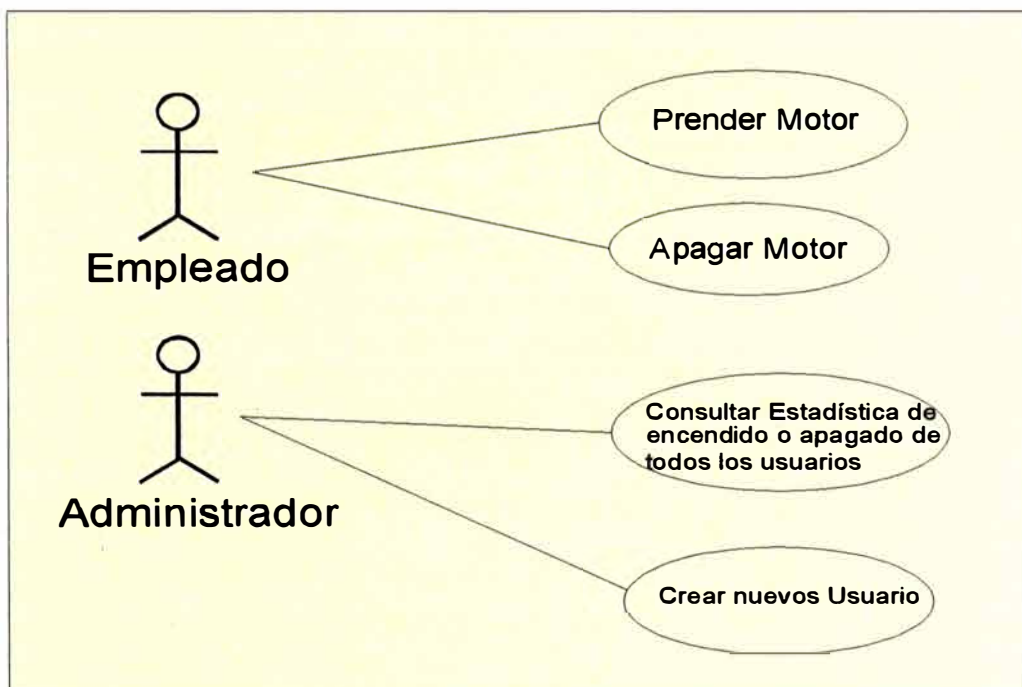 Prender Motor
Empleado
Apagar Motor
Consultar Estadística de
encendido o apagado de
todos los usuarios
Administrador
Crear nuevos Usuario